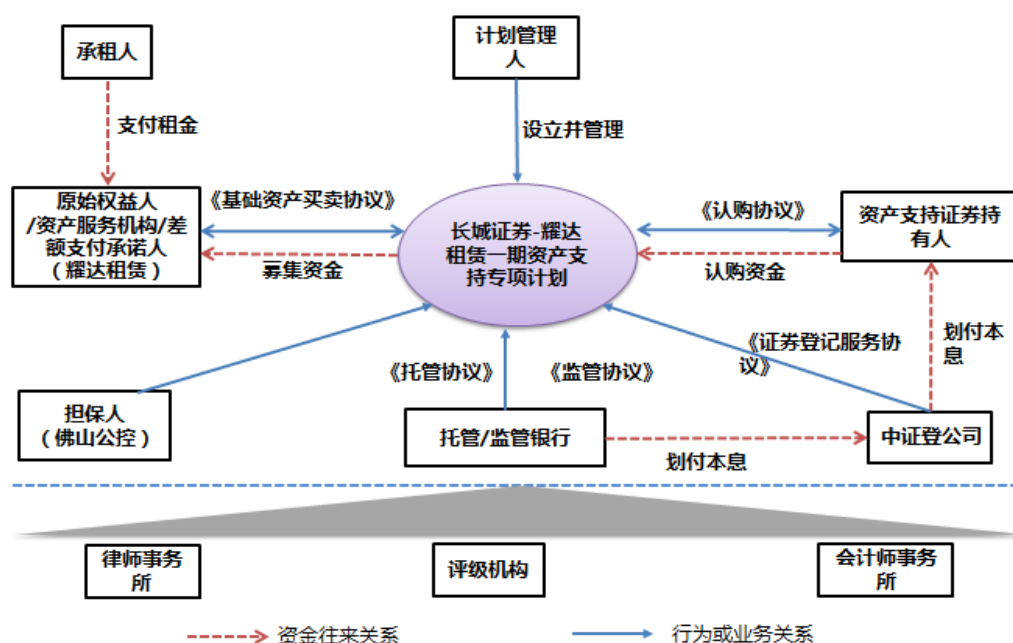 承租人
计划管理
人
支付租金
设立并管理
原始权益人
/资产服务机构/差
额支付承诺人
（耀达租赁）
《基础资产买卖协议》
募集资金
长城证券-耀达
租赁一期资产支
持专项计划
《认购协议》
认购资金
资产支持证券持
有人
划付
本息
《证券登记服务协
议》
《托管协议》
《监管协议》
担保人
（佛山公控）
托管/监管银行
划付本息
中证登公司
律师事务
所
评级机构
会计师事务
所
资金往来关系
行为或业务关系